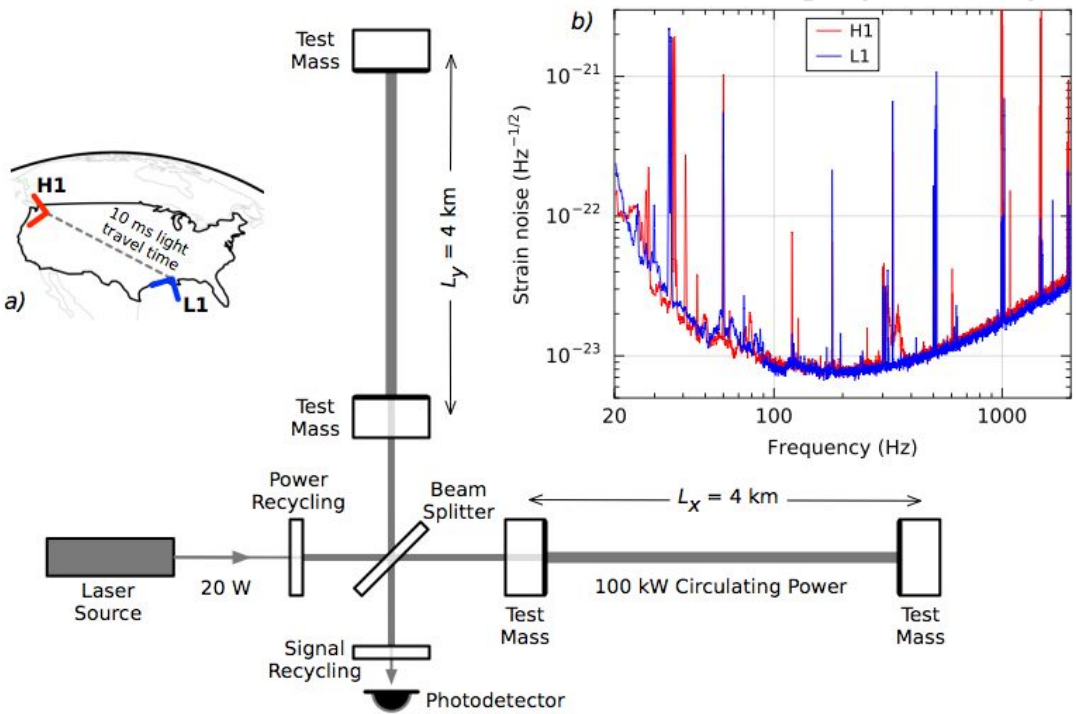 b)
H1
L1
10⁻²¹
10⁻²²
10⁻²³
Strain noise (Hz⁻¹/²)
20
100
1000
Frequency (Hz)
Test
Mass
L_y = 4 km
H1
10 ms light
travel time
L1
a)
Test
Mass
Power
Recycling
Beam
Splitter
L_x = 4 km
Laser
Source
20 W
100 kW Circulating Power
Test
Mass
Test
Mass
Signal
Recycling
Photodetector